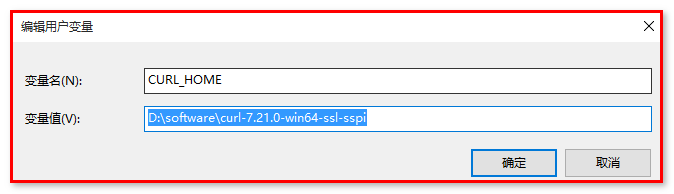 编辑用户变量
变量名(N):
CURL_HOME
变量值(V):
D:\software\curl-7.21.0-win64-ssl-sspi
确定
取消